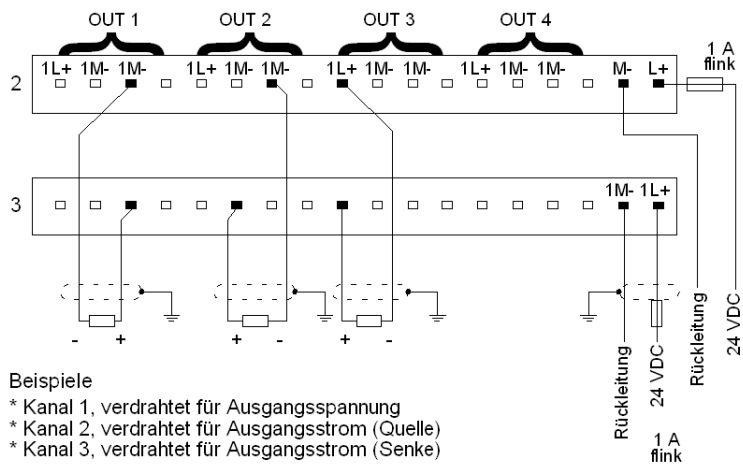 OUT 1 OUT 2 OUT 3 OUT 4
1L+ 1M- 1M- 1L+ 1M- 1M- 1L+ 1M- 1M- 1L+ 1M- 1M- M- L+
1 A
flink
2
3
1M- 1L+
- + + - + -
Rückleitung
24 VDC
Rückleitung
24 VDC
1 A
flink
Beispiele
* Kanal 1, verdrahtet für Ausgangsspannung
* Kanal 2, verdrahtet für Ausgangsstrom (Quelle)
* Kanal 3, verdrahtet für Ausgangsstrom (Senke)